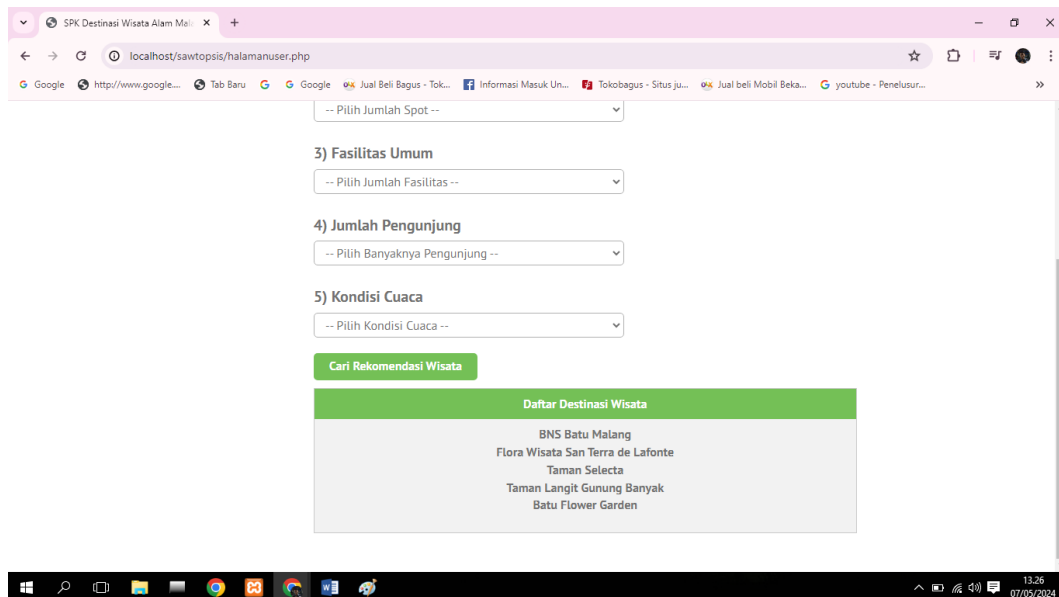 SPK Destinasi Wisata Alam Mal
localhost/sawtopsis/halamanuser.php
Google
http://www.google....
Tab Baru
Google
Jual Beli Bagus - Tok...
Informasi Masuk Un...
Tokobagus - Situs ju...
Jual beli Mobil Beka...
youtube - Penelusur...
-- Pilih Jumlah Spot --
3) Fasilitas Umum
-- Pilih Jumlah Fasilitas --
4) Jumlah Pengunjung
-- Pilih Banyaknya Pengunjung --
5) Kondisi Cuaca
-- Pilih Kondisi Cuaca --
Cari Rekomendasi Wisata
Daftar Destinasi Wisata
BNS Batu Malang
Flora Wisata San Terra de Lafonte
Taman Selecta
Taman Langit Gunung Banyak
Batu Flower Garden
13.26
07/05/2024